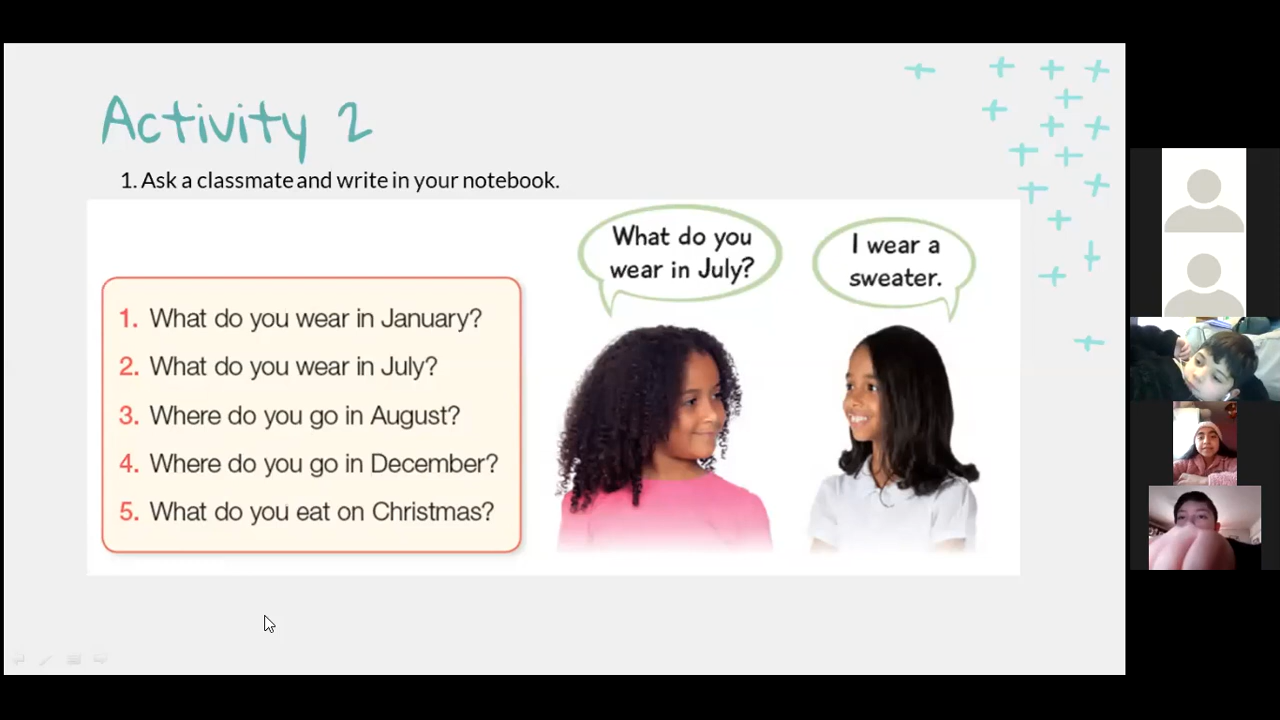 Activity 2
1. Ask a classmate and write in your notebook.
What do you
wear in July?
I wear a
sweater.
1. What do you wear in January?
2. What do you wear in July?
3. Where do you go in August?
4. Where do you go in December?
5. What do you eat on Christmas?